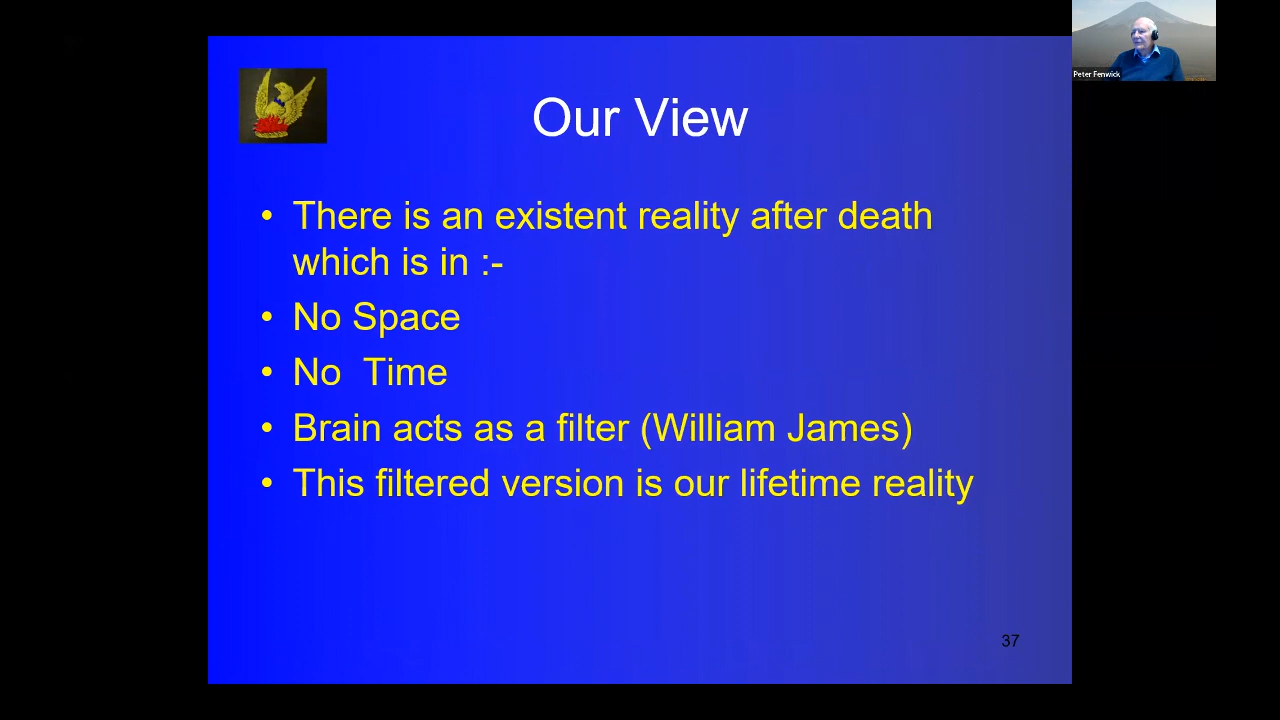 Peter Fenwick
Our View
• There is an existent reality after death
which is in :-
• No Space
• No  Time
• Brain acts as a filter (William James)
• This filtered version is our lifetime reality
37